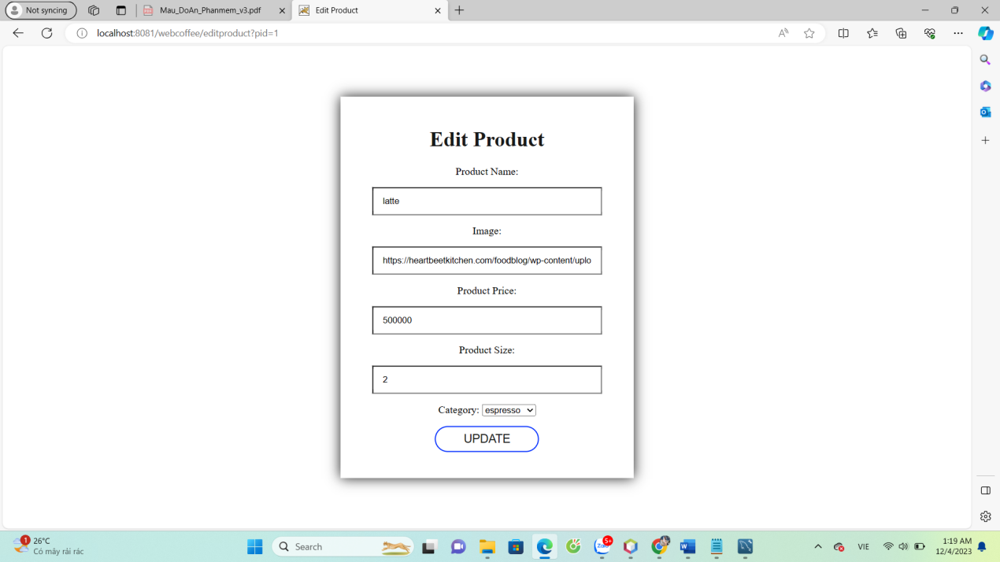 Not syncing
Mau_DoAn_Phanmem_v3.pdf
Edit Product
localhost:8081/webcoffee/editproduct?pid=1
Edit Product
Product Name:
latte
Image:
https://heartbeetkitchen.com/foodblog/wp-content/uplo
Product Price:
500000
Product Size:
2
Category: espresso
UPDATE
1
26°C
Có mây rải rác
Search
5+
VIE
1:19 AM
12/4/2023